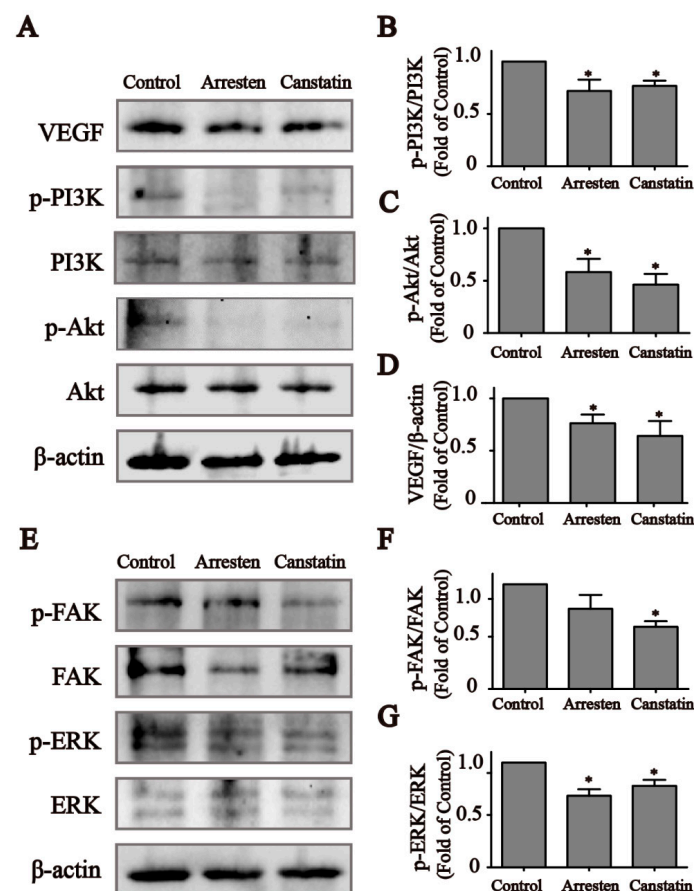 A
Control Arresten Canstatin
VEGF
p-PI3K
PI3K
p-Akt
Akt
β-actin
B
p-PI3K/PI3K
(Fold of Control)
1.0
0.5
0
* *
Control Arresten Canstatin
C
p-Akt/Akt
(Fold of Control)
1.0
0.5
0
* *
Control Arresten Canstatin
D
VEGF/β-actin
(Fold of Control)
1.0
0.5
0
* *
Control Arresten Canstatin
E
Control Arresten Canstatin
p-FAK
FAK
p-ERK
ERK
β-actin
F
p-FAK/FAK
(Fold of Control)
1.0
0.5
0
*
Control Arresten Canstatin
G
p-ERK/ERK
(Fold of Control)
1.0
0.5
0
* *
Control Arresten Canstatin